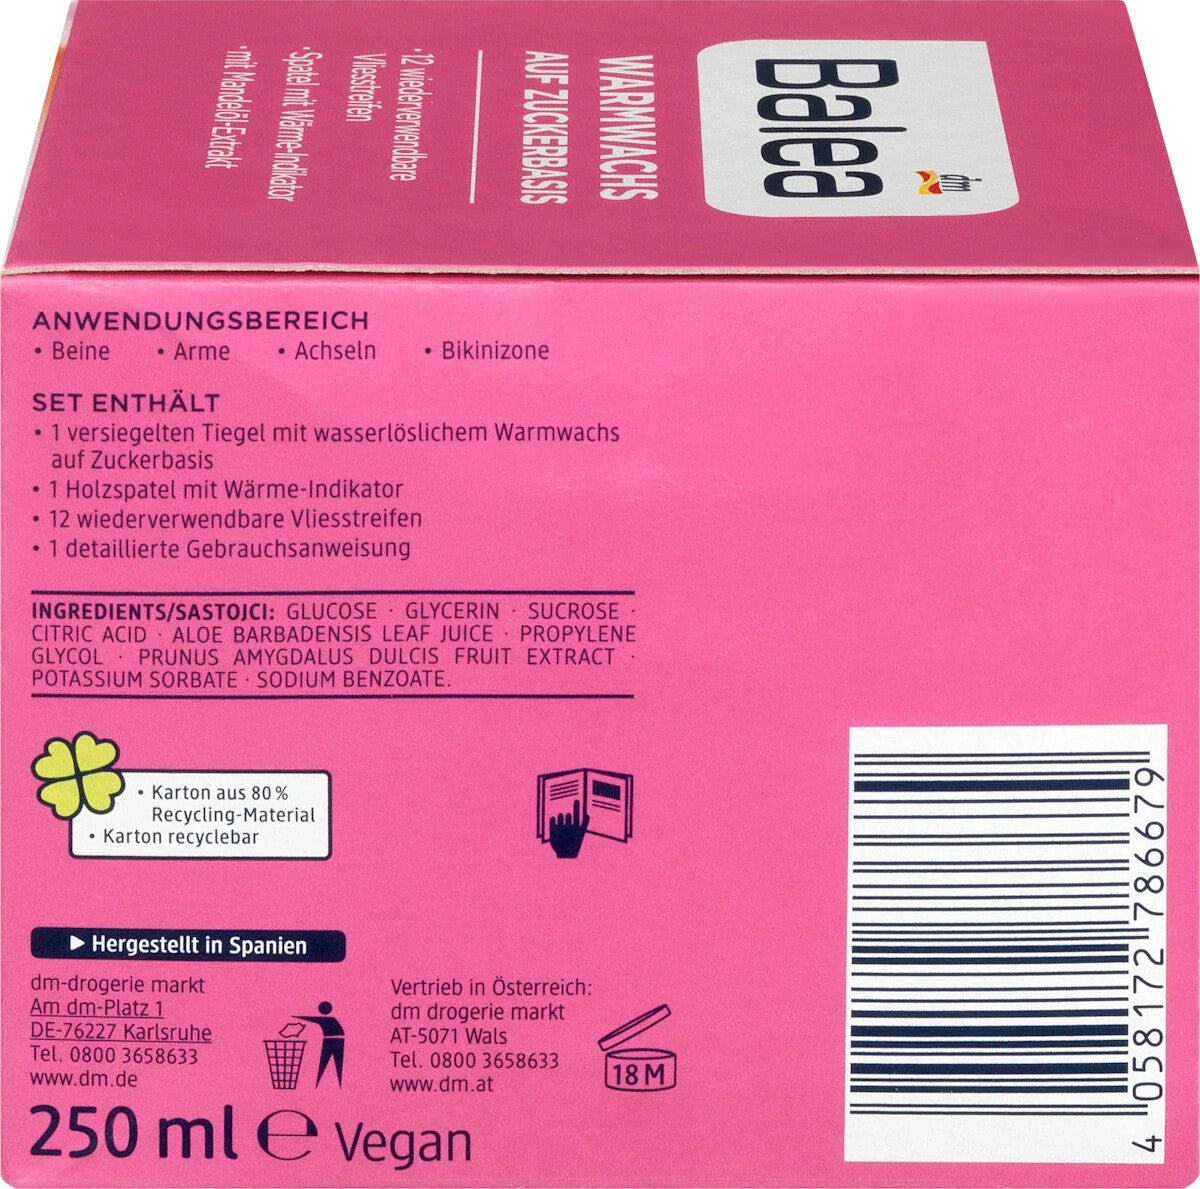 Balea
dm
WARMWACHS
AUF ZUCKERBASIS
·12 wiederverwendbare
Vliesstreifen
·Spatel mit Wärme-Indikator
·mit Mandelöl-Extrakt
ANWENDUNGSBEREICH
• Beine • Arme • Achseln • Bikinizone
SET ENTHÄLT
• 1 versiegelten Tiegel mit wasserlöslichem Warmwachs
auf Zuckerbasis
• 1 Holzspatel mit Wärme-Indikator
• 12 wiederverwendbare Vliesstreifen
• 1 detaillierte Gebrauchsanweisung
INGREDIENTS/SASTOJCI: GLUCOSE · GLYCERIN · SUCROSE ·
CITRIC ACID · ALOE BARBADENSIS LEAF JUICE · PROPYLENE
GLYCOL · PRUNUS AMYGDALUS DULCIS FRUIT EXTRACT ·
POTASSIUM SORBATE · SODIUM BENZOATE.
• Karton aus 80%
Recycling-Material
• Karton recyclebar
Hergestellt in Spanien
dm-drogerie markt
Am dm-Platz 1
DE-76227 Karlsruhe
Tel. 0800 3658633
www.dm.de
Vertrieb in Österreich:
dm drogerie markt
AT-5071 Wals
Tel. 0800 3658633
www.dm.at
18 M
250 ml ℮ Vegan
4 058172 786679